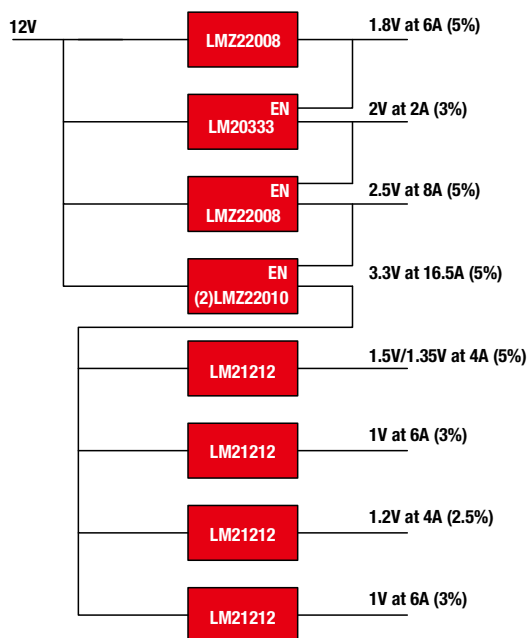 12V
LMZ22008
1.8V at 6A (5%)
EN
LM20333
2V at 2A (3%)
EN
LMZ22008
2.5V at 8A (5%)
EN
(2)LMZ22010
3.3V at 16.5A (5%)
LM21212
1.5V/1.35V at 4A (5%)
LM21212
1V at 6A (3%)
LM21212
1.2V at 4A (2.5%)
LM21212
1V at 6A (3%)